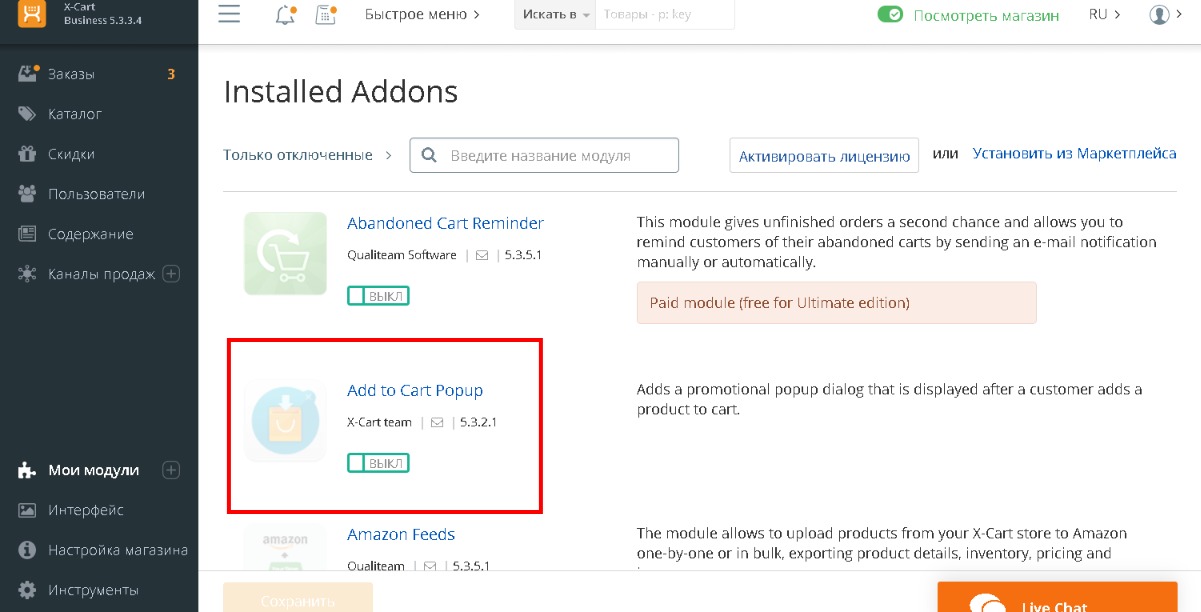 X-Cart
Business 5.3.3.4
Быстрое меню
Искать в
Товары - p: key
Посмотреть магазин
RU
Заказы 3
Каталог
Скидки
Пользователи
Содержание
Каналы продаж
Мои модули
Интерфейс
Настройка магазина
Инструменты
Installed Addons
Только отключенные
Введите название модуля
Активировать лицензию
или
Установить из Маркетплейса
Abandoned Cart Reminder
Qualiteam Software | | 5.3.5.1
ВЫКЛ
This module gives unfinished orders a second chance and allows you to
remind customers of their abandoned carts by sending an e-mail notification
manually or automatically.
Paid module (free for Ultimate edition)
Add to Cart Popup
X-Cart team | | 5.3.2.1
ВЫКЛ
Adds a promotional popup dialog that is displayed after a customer adds a
product to cart.
amazon
Amazon Feeds
Qualiteam | | 5.3.5.1
The module allows to upload products from your X-Cart store to Amazon
one-by-one or in bulk, exporting product details, inventory, pricing and
Сохранить
Live Chat